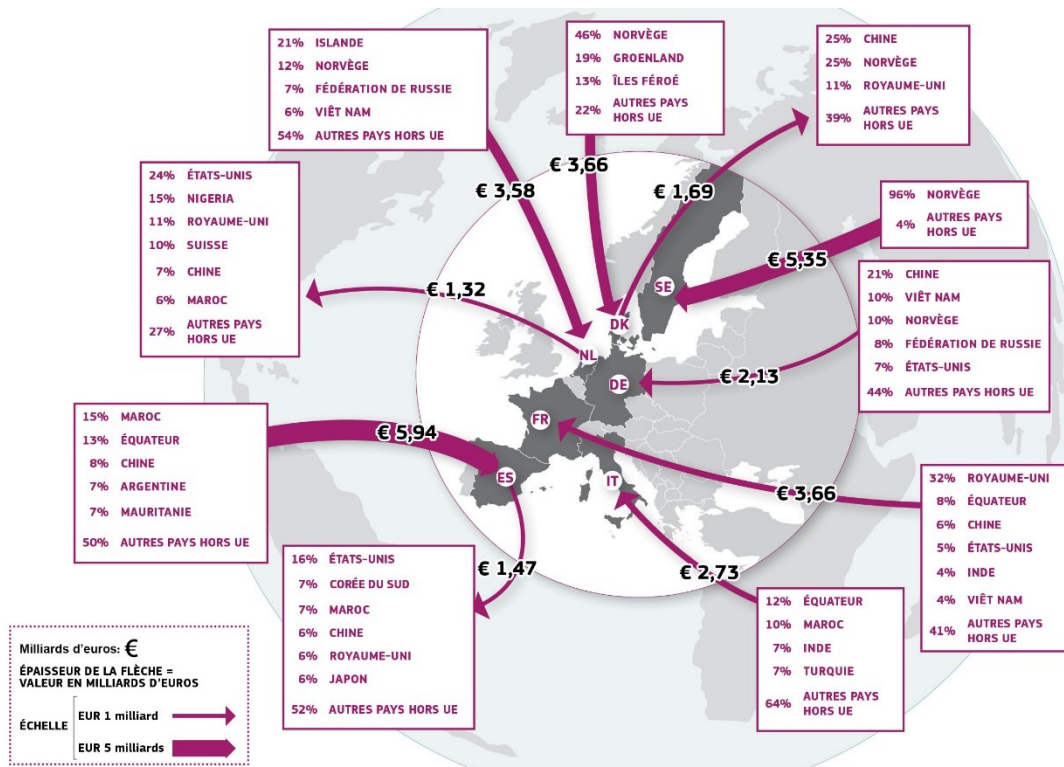 21% ISLANDE
12% NORVÈGE
7% FÉDÉRATION DE RUSSIE
6% VIÊT NAM
54% AUTRES PAYS HORS UE
46% NORVÈGE
19% GROENLAND
13% ÎLES FÉROÉ
22% AUTRES PAYS
HORS UE
25% CHINE
25% NORVÈGE
11% ROYAUME-UNI
39% AUTRES PAYS
HORS UE
24% ÉTATS-UNIS
15% NIGERIA
11% ROYAUME-UNI
10% SUISSE
7% CHINE
6% MAROC
27% AUTRES PAYS
HORS UE
€ 3,58
€ 3,66
€ 1,69
96% NORVÈGE
4% AUTRES PAYS
HORS UE
€ 5,35
€ 1,32
SE
DK
NL
DE
€ 2,13
21% CHINE
10% VIÊT NAM
10% NORVÈGE
8% FÉDÉRATION DE RUSSIE
7% ÉTATS-UNIS
44% AUTRES PAYS HORS UE
15% MAROC
13% ÉQUATEUR
8% CHINE
7% ARGENTINE
7% MAURITANIE
50% AUTRES PAYS HORS UE
€ 5,94
FR
ES
IT
€ 3,66
32% ROYAUME-UNI
8% ÉQUATEUR
6% CHINE
5% ÉTATS-UNIS
4% INDE
4% VIÊT NAM
41% AUTRES PAYS
HORS UE
16% ÉTATS-UNIS
7% CORÉE DU SUD
7% MAROC
6% CHINE
6% ROYAUME-UNI
6% JAPON
52% AUTRES PAYS HORS UE
€ 1,47
€ 2,73
12% ÉQUATEUR
10% MAROC
7% INDE
7% TURQUIE
64% AUTRES PAYS
HORS UE
Milliards d'euros: €
ÉPAISSEUR DE LA FLÈCHE =
VALEUR EN MILLIARDS D'EUROS
ÉCHELLE
EUR 1 milliard
EUR 5 milliards